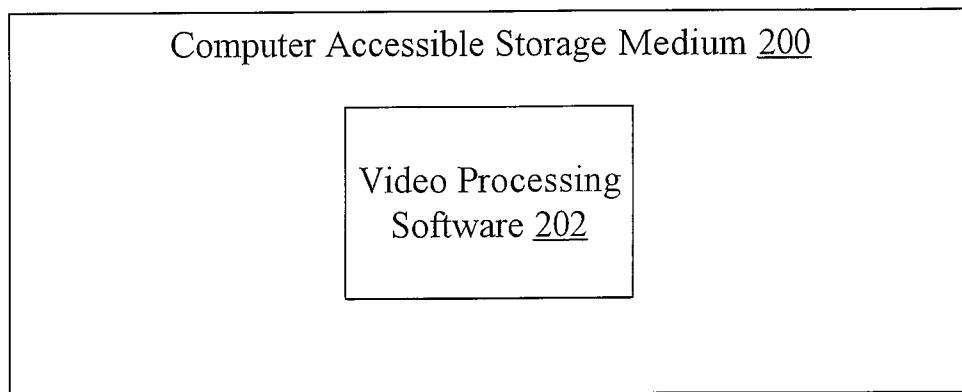 Computer Accessible Storage Medium 200
Video Processing
Software 202